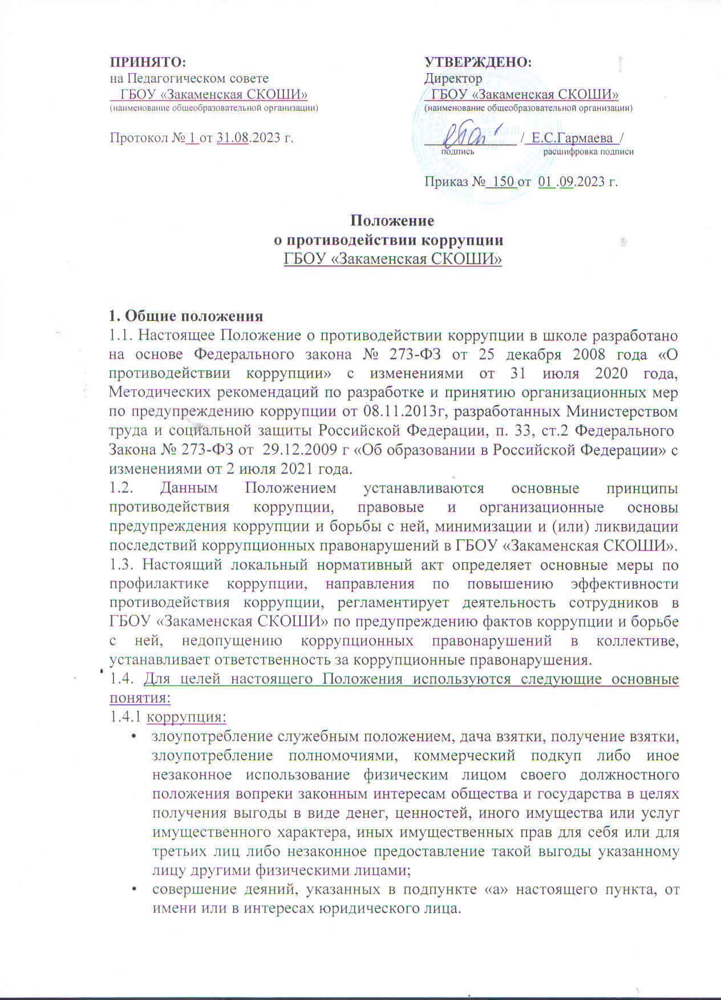 ПРИНЯТО:
на Педагогическом совете
ГБОУ «Закаменская СКОШИ»
(наименование общеобразовательной организации)
Протокол № 1 от 31.08.2023 г.
УТВЕРЖДЕНО:
Директор
ГБОУ «Закаменская СКОШИ»
(наименование общеобразовательной организации)
/ Е.С.Гармаева /
подпись расшифровка подписи
Приказ № 150 от 01 .09.2023 г.
Положение
о противодействии коррупции
ГБОУ «Закаменская СКОШИ»
1. Общие положения
1.1. Настоящее Положение о противодействии коррупции в школе разработано
на основе Федерального закона № 273-ФЗ от 25 декабря 2008 года «О
противодействии коррупции» с изменениями от 31 июля 2020 года,
Методических рекомендаций по разработке и принятию организационных мер
по предупреждению коррупции от 08.11.2013г, разработанных Министерством
труда и социальной защиты Российской Федерации, п. 33, ст.2 Федерального
Закона № 273-ФЗ от 29.12.2009 г «Об образовании в Российской Федерации» с
изменениями от 2 июля 2021 года.
1.2. Данным Положением устанавливаются основные принципы
противодействия коррупции, правовые и организационные основы
предупреждения коррупции и борьбы с ней, минимизации и (или) ликвидации
последствий коррупционных правонарушений в ГБОУ «Закаменская СКОШИ».
1.3. Настоящий локальный нормативный акт определяет основные меры по
профилактике коррупции, направления по повышению эффективности
противодействия коррупции, регламентирует деятельность сотрудников в
ГБОУ «Закаменская СКОШИ» по предупреждению фактов коррупции и борьбе
с ней, недопущению коррупционных правонарушений в коллективе,
устанавливает ответственность за коррупционные правонарушения.
1.4. Для целей настоящего Положения используются следующие основные
понятия:
1.4.1 коррупция:
• злоупотребление служебным положением, дача взятки, получение взятки,
злоупотребление полномочиями, коммерческий подкуп либо иное
незаконное использование физическим лицом своего должностного
положения вопреки законным интересам общества и государства в целях
получения выгоды в виде денег, ценностей, иного имущества или услуг
имущественного характера, иных имущественных прав для себя или для
третьих лиц либо незаконное предоставление такой выгоды указанному
лицу другими физическими лицами;
• совершение деяний, указанных в подпункте «а» настоящего пункта, от
имени или в интересах юридического лица.